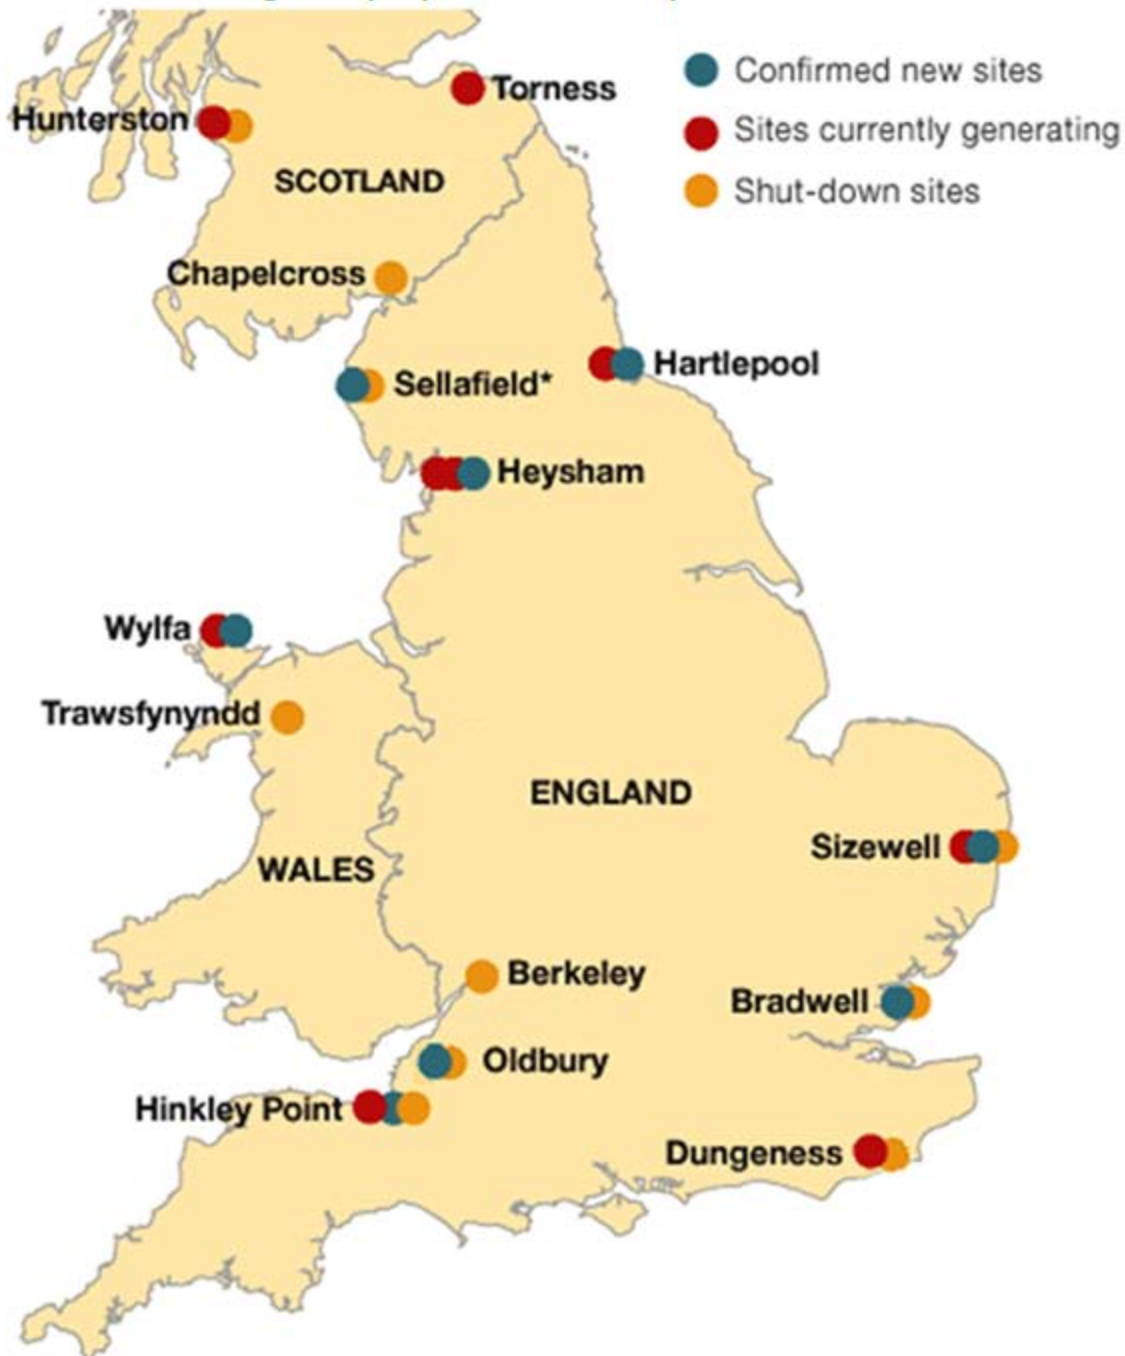 Confirmed new sites
Torness
Hunterston
Sites currently generating
SCOTLAND
Shut-down sites
Chapelcross
Hartlepool
Sellafield*
Heysham
Wylfa
Trawsfynyndd
ENGLAND
Sizewell
WALES
Berkeley
Bradwell
Oldbury
Hinkley Point
Dungeness